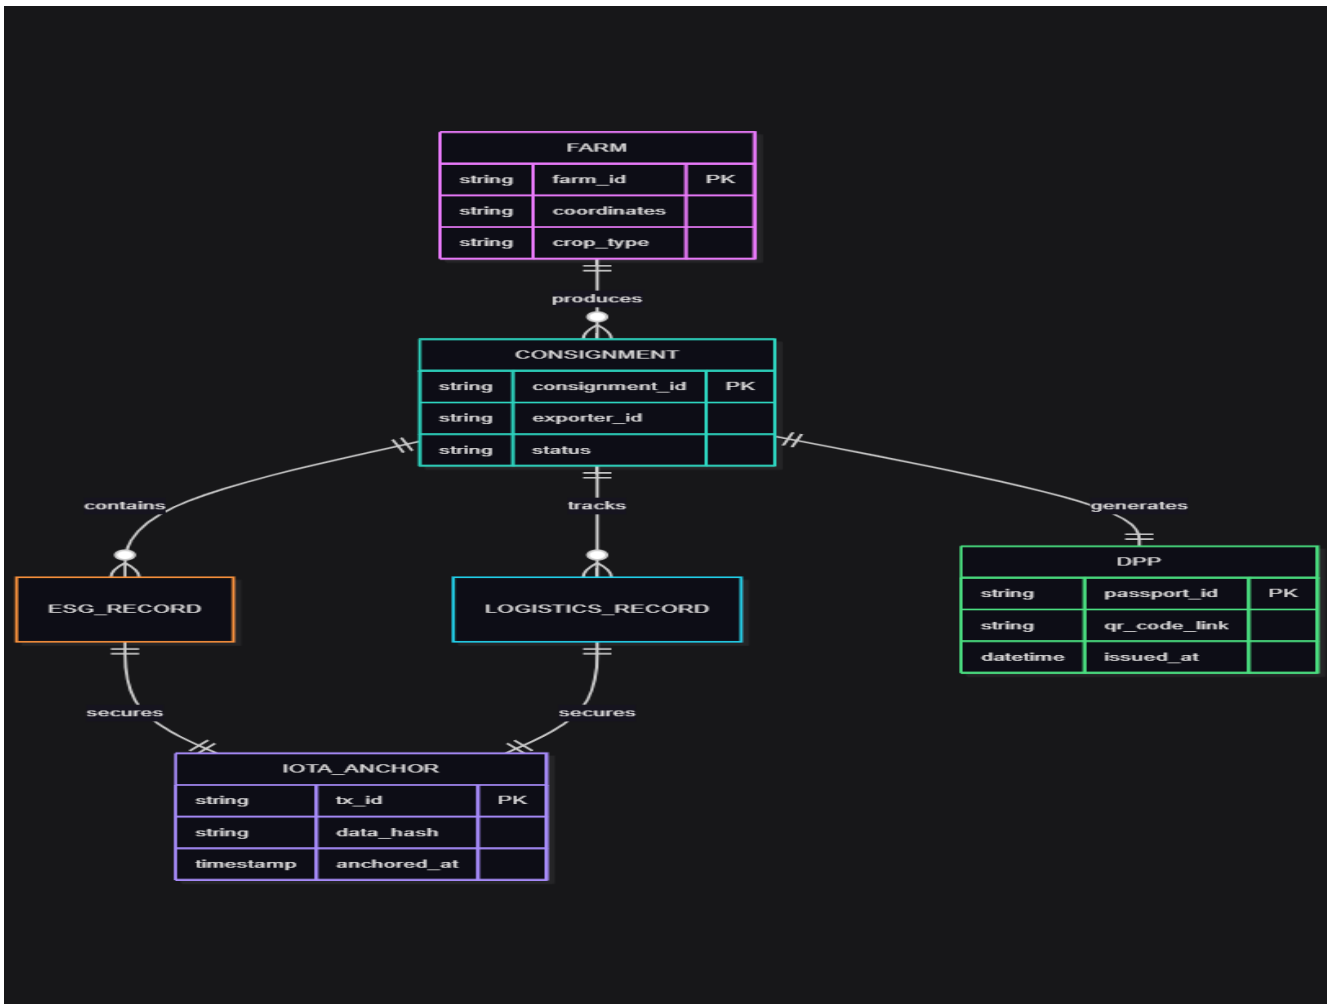 FARM
string farm_id PK
string coordinates
string crop_type
produces
CONSIGNMENT
string consignment_id PK
string exporter_id
string status
contains tracks generates
DPP
string passport_id PK
string qr_code_link
datetime issued_at
ESG_RECORD LOGISTICS_RECORD
secures secures
IOTA_ANCHOR
string tx_id PK
string data_hash
timestamp anchored_at